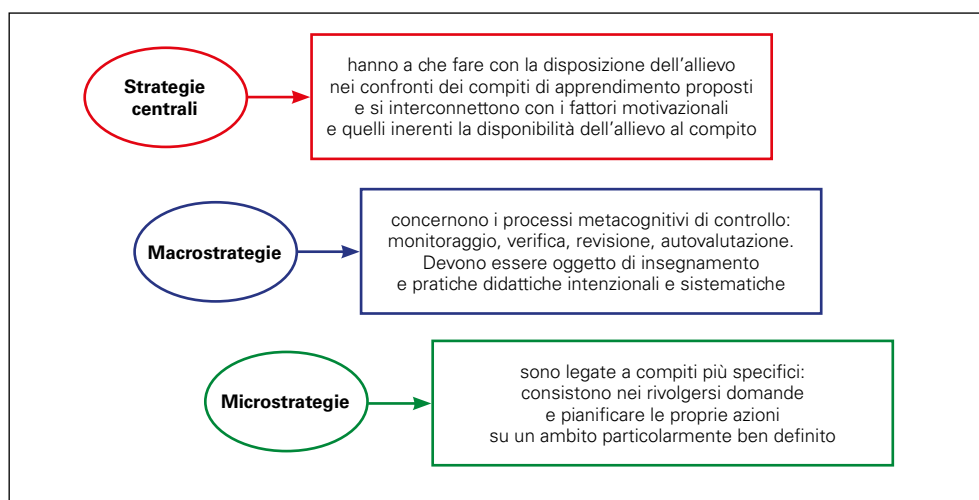 Strategie
centrali
hanno a che fare con la disposizione dell'allievo
nei confronti dei compiti di apprendimento proposti
e si interconnettono con i fattori motivazionali
e quelli inerenti la disponibilità dell'allievo al compito
Macrostrategie
concernono i processi metacognitivi di controllo:
monitoraggio, verifica, revisione, autovalutazione.
Devono essere oggetto di insegnamento
e pratiche didattiche intenzionali e sistematiche
Microstrategie
sono legate a compiti più specifici:
consistono nei rivolgersi domande
e pianificare le proprie azioni
su un ambito particolarmente ben definito